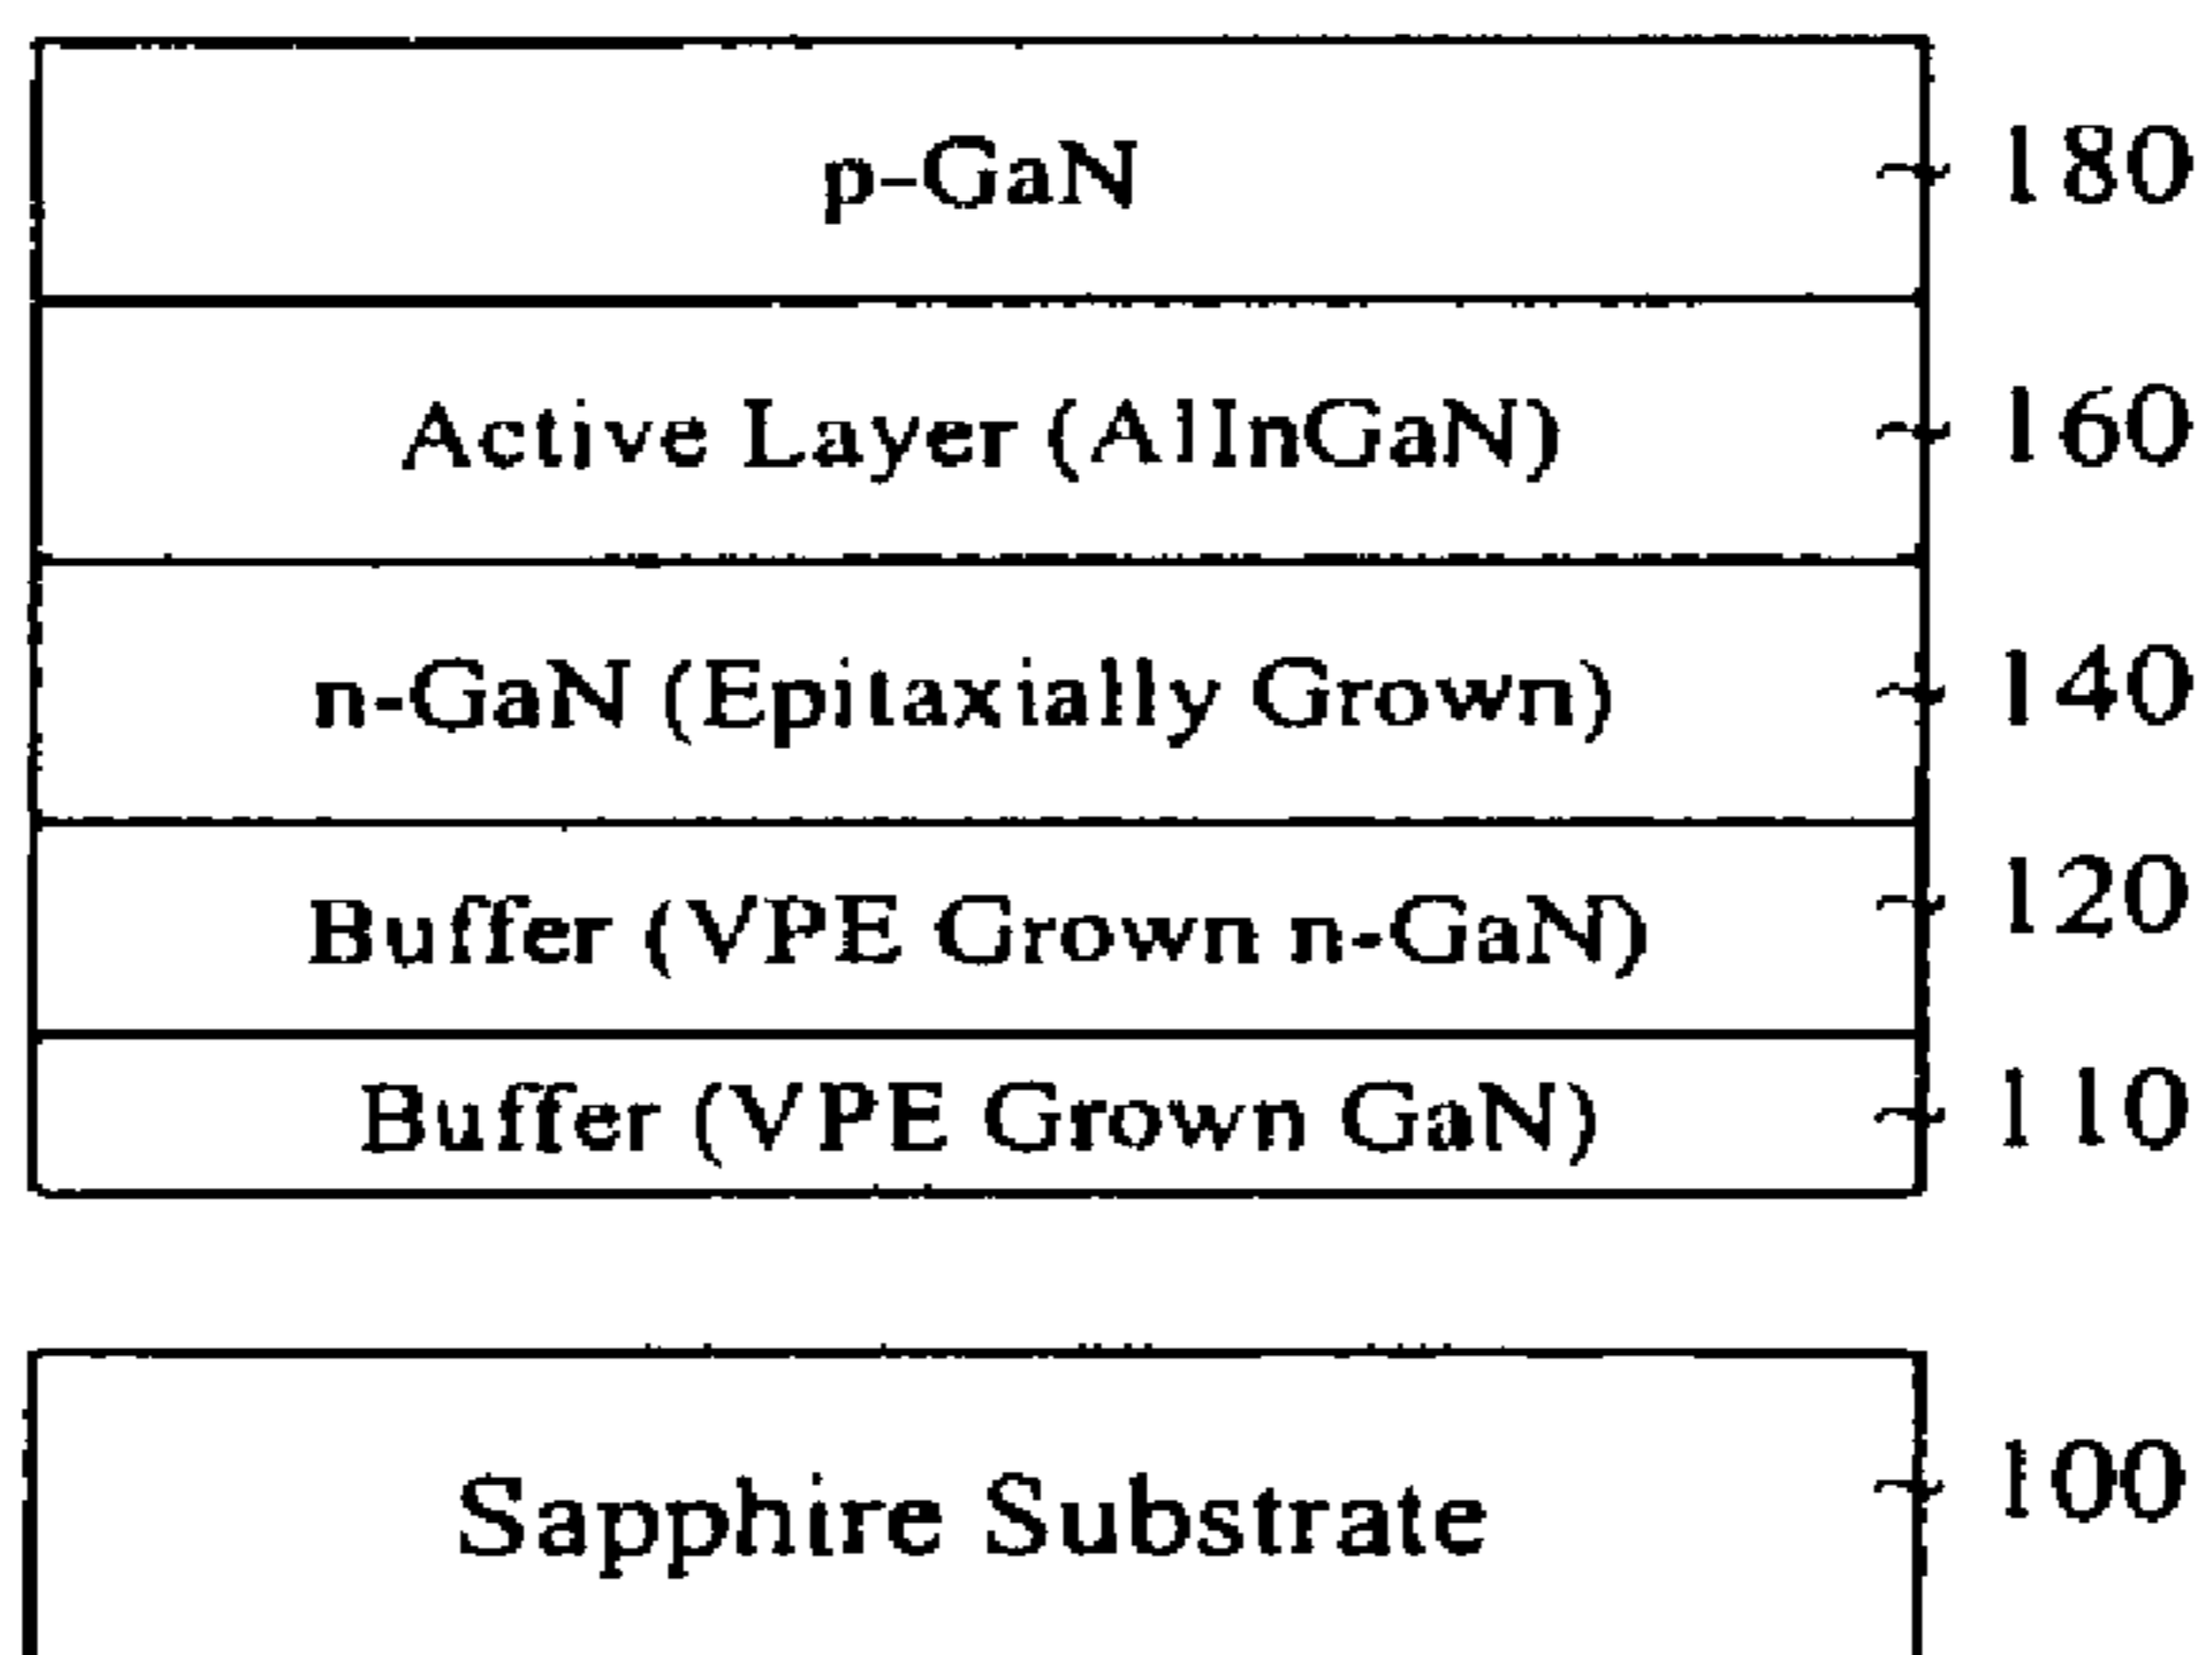 p-GaN 180
Active Layer (AlInGaN) 160
n-GaN (Epitaxially Grown) 140
Buffer (VPE Grown n-GaN) 120
Buffer (VPE Grown GaN) 110
Sapphire Substrate 100